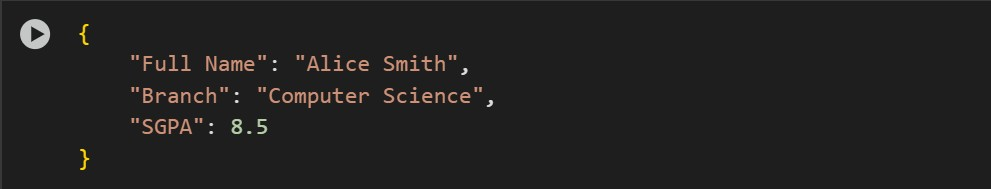 {
    "Full Name": "Alice Smith",
    "Branch": "Computer Science",
    "SGPA": 8.5
}